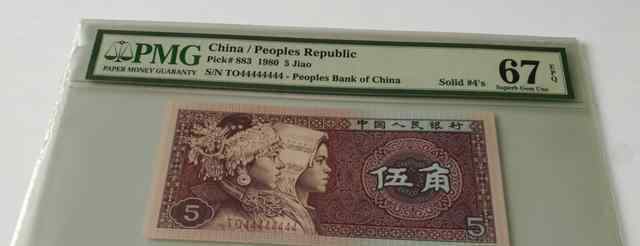 PMG
PAPER MONEY GUARANTY
China / Peoples Republic
Pick# 883 1980 5 Jiao
S/N TO44444444 - Peoples Bank of China
Solid #4's
67
EPQ
Superb Gem Unc
中国人民银行
伍角
5
TO44444444
5